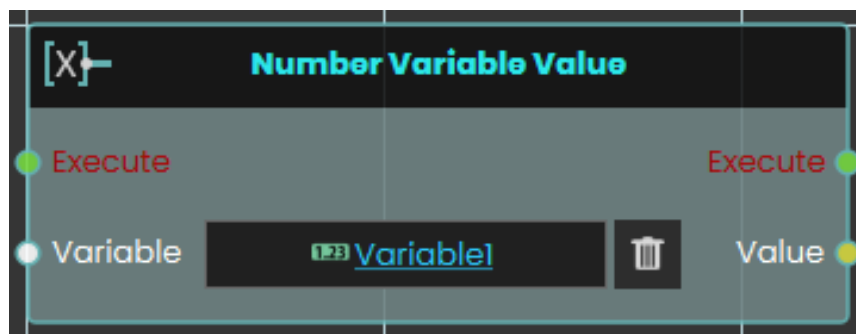 [X] Number Variable Value
Execute Execute
Variable 1.23 Variable1 Value